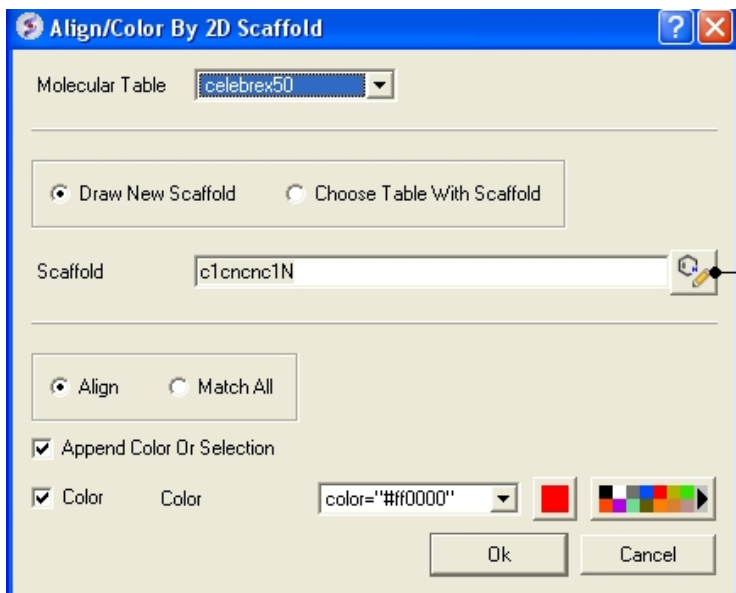 Align/Color By 2D Scaffold
Molecular Table celebrex50
Draw New Scaffold Choose Table With Scaffold
Scaffold c1cncnc1N
Align Match All
Append Color Or Selection
Color Color color="#ff0000"
Ok Cancel